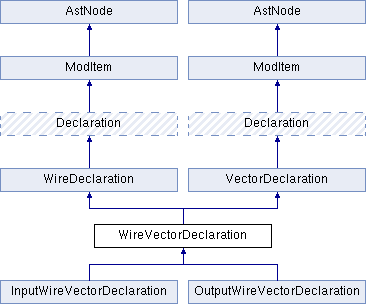 AstNode
AstNode
ModItem
ModItem
Declaration
Declaration
WireDeclaration
VectorDeclaration
WireVectorDeclaration
InputWireVectorDeclaration
OutputWireVectorDeclaration